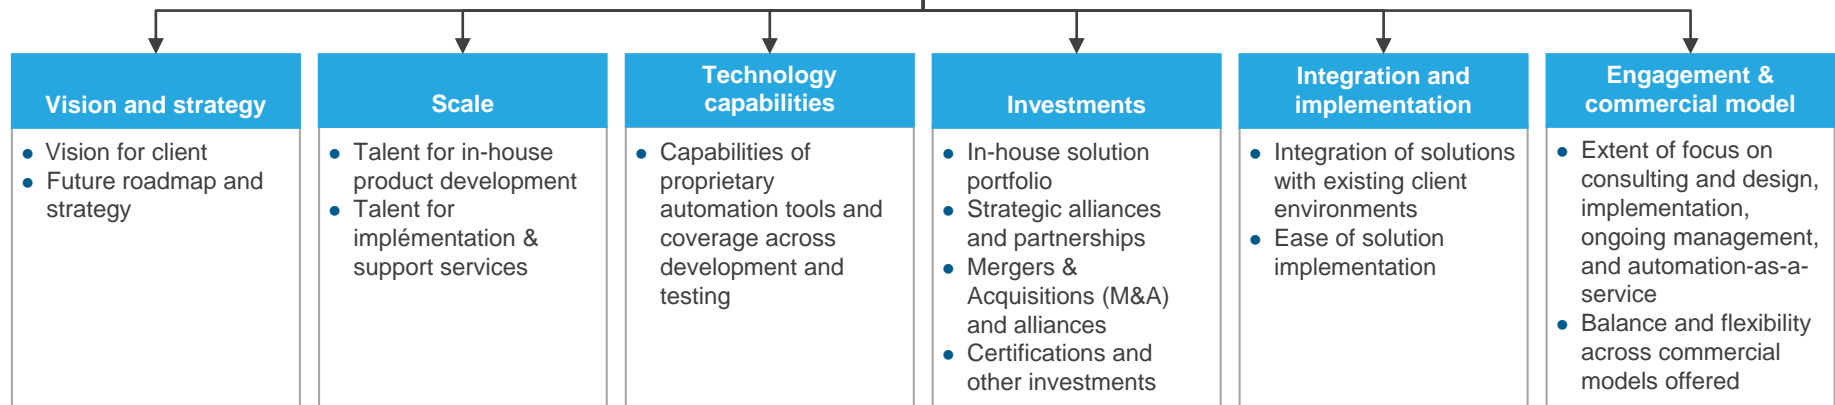 Vision and strategy
● Vision for client
● Future roadmap and
strategy
Scale
● Talent for in-house
product development
● Talent for
implémentation &
support services
Technology
capabilities
● Capabilities of
proprietary
automation tools and
coverage across
development and
testing
Investments
● In-house solution
portfolio
● Strategic alliances
and partnerships
● Mergers &
Acquisitions (M&A)
and alliances
● Certifications and
other investments
Integration and
implementation
● Integration of solutions
with existing client
environments
● Ease of solution
implementation
Engagement &
commercial model
● Extent of focus on
consulting and design,
implementation,
ongoing management,
and automation-as-a-
service
● Balance and flexibility
across commercial
models offered